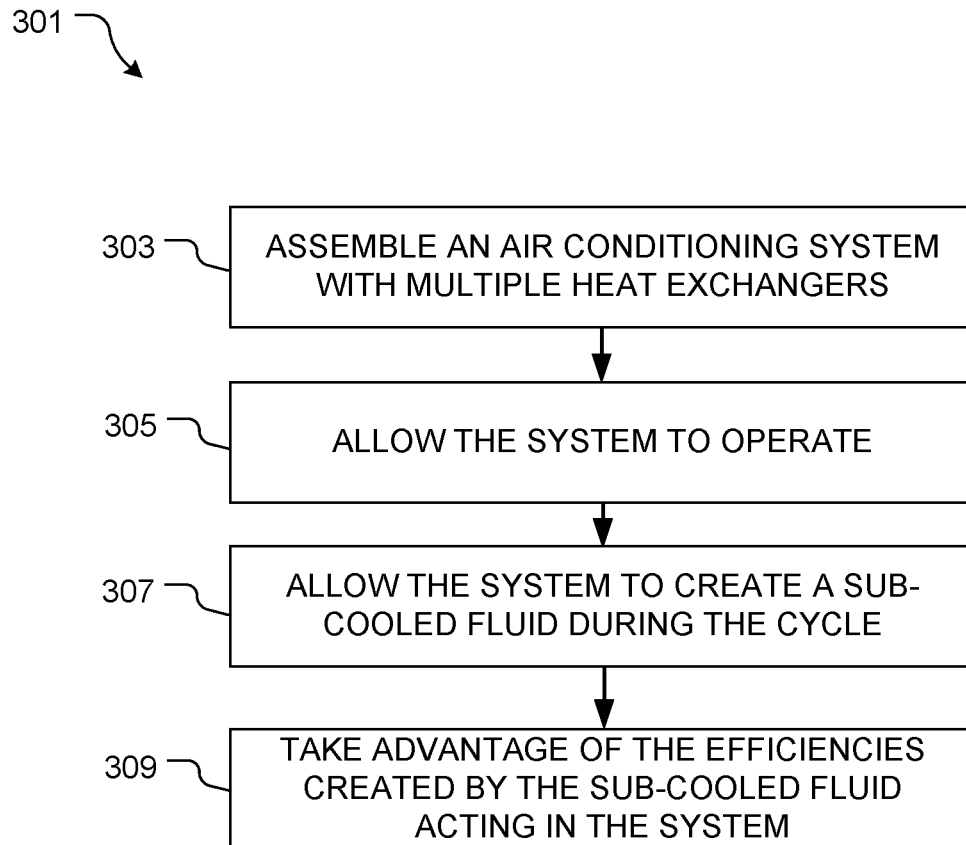 301
303
ASSEMBLE AN AIR CONDITIONING SYSTEM
WITH MULTIPLE HEAT EXCHANGERS
305
ALLOW THE SYSTEM TO OPERATE
307
ALLOW THE SYSTEM TO CREATE A SUB-
COOLED FLUID DURING THE CYCLE
309
TAKE ADVANTAGE OF THE EFFICIENCIES
CREATED BY THE SUB-COOLED FLUID
ACTING IN THE SYSTEM